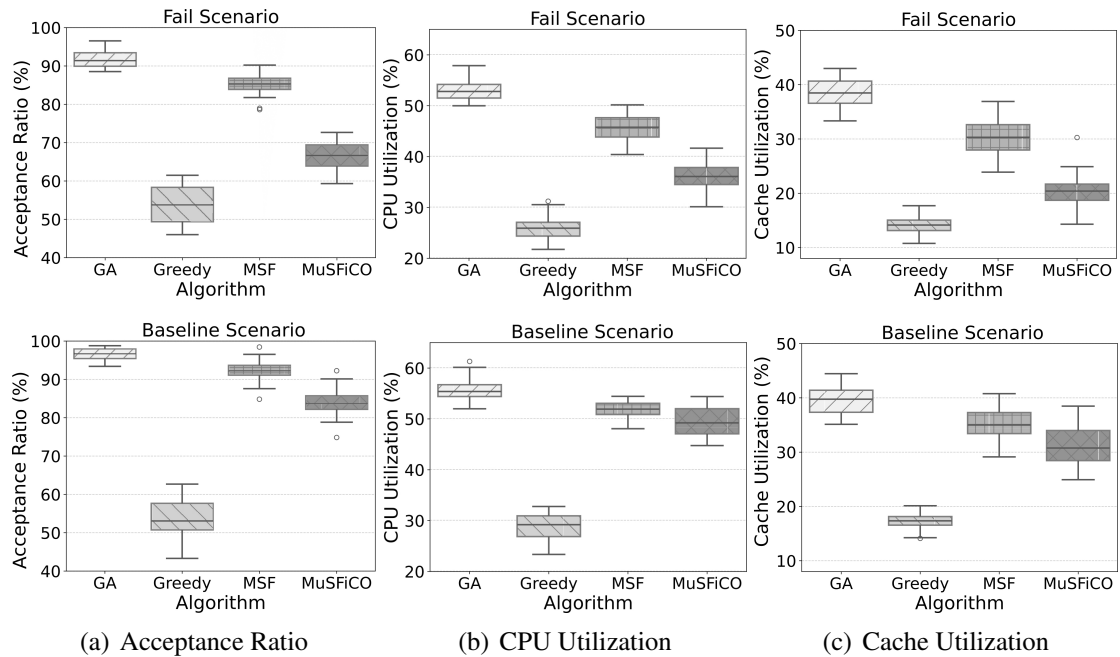 Fail Scenario
Acceptance Ratio (%)
100
90
80
70
60
50
40
GA Greedy MSF MuSFiCO
Algorithm
Fail Scenario
CPU Utilization (%)
60
50
40
30
20
GA Greedy MSF MuSFiCO
Algorithm
Fail Scenario
Cache Utilization (%)
50
40
30
20
10
GA Greedy MSF MuSFiCO
Algorithm
Baseline Scenario
Acceptance Ratio (%)
100
90
80
70
60
50
40
GA Greedy MSF MuSFiCO
Algorithm
Baseline Scenario
CPU Utilization (%)
60
50
40
30
20
GA Greedy MSF MuSFiCO
Algorithm
Baseline Scenario
Cache Utilization (%)
50
40
30
20
10
GA Greedy MSF MuSFiCO
Algorithm
(a) Acceptance Ratio
(b) CPU Utilization
(c) Cache Utilization